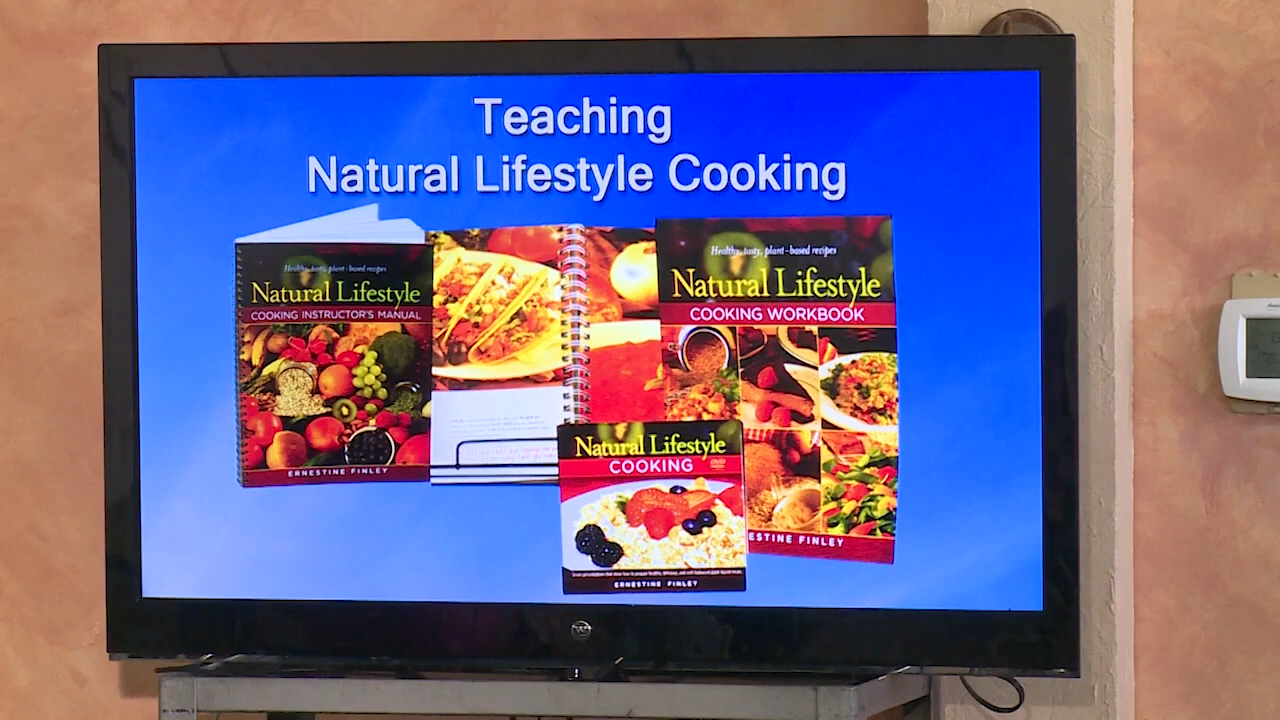 Teaching
Natural Lifestyle Cooking
Healthy, tasty, plant-based recipes
Natural Lifestyle
COOKING INSTRUCTOR'S MANUAL
ERNESTINE FINLEY
Healthy, tasty, plant-based recipes
Natural Lifestyle
COOKING WORKBOOK
ESTINE FINLEY
Natural Lifestyle
COOKING
DVD
ERNESTINE FINLEY